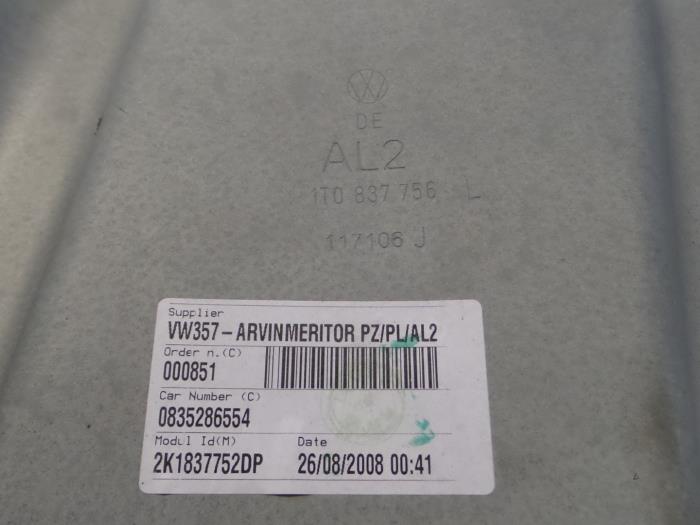 DE
AL2
1T0 837 756 L
117106 J
Supplier
VW357-ARVINMERITOR PZ/PL/AL2
Order n.(C)
000851
Car Number (C)
0835286554
Modul Id(M) Date
2K1837752DP 26/08/2008 00:41